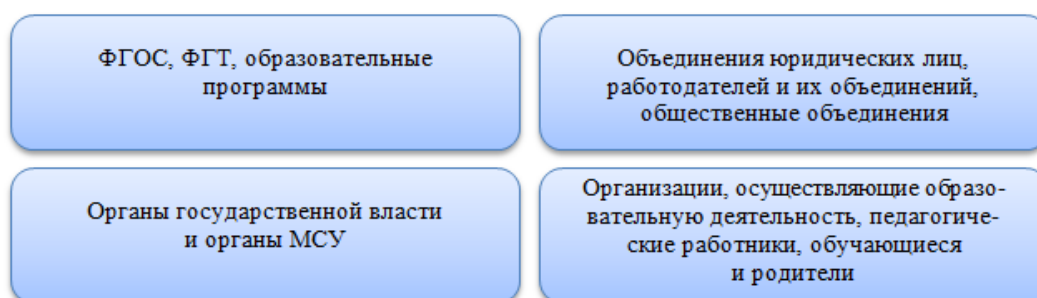 ФГОС, ФГТ, образовательные
программы
Объединения юридических лиц,
работодателей и их объединений,
общественные объединения
Органы государственной власти
и органы МСУ
Организации, осуществляющие образо-
вательную деятельность, педагогиче-
ские работники, обучающиеся
и родители